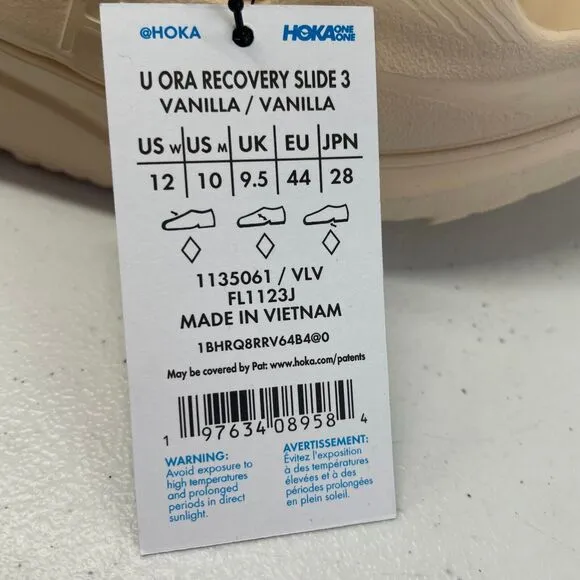 @HOKA HOKA ONE ONE
U ORA RECOVERY SLIDE 3
VANILLA / VANILLA
US W US M UK EU JPN
12 10 9.5 44 28
1135061 / VLV
FL1123J
MADE IN VIETNAM
1BHRQ8RRV64B4@0
May be covered by Pat: www.hoka.com/patents
1 97634 08958 4
WARNING:
Avoid exposure to
high temperatures
and prolonged
periods in direct
sunlight.
AVERTISSEMENT:
Évitez l'exposition
à des températures
élevées et à des
périodes prolongées
en plein soleil.